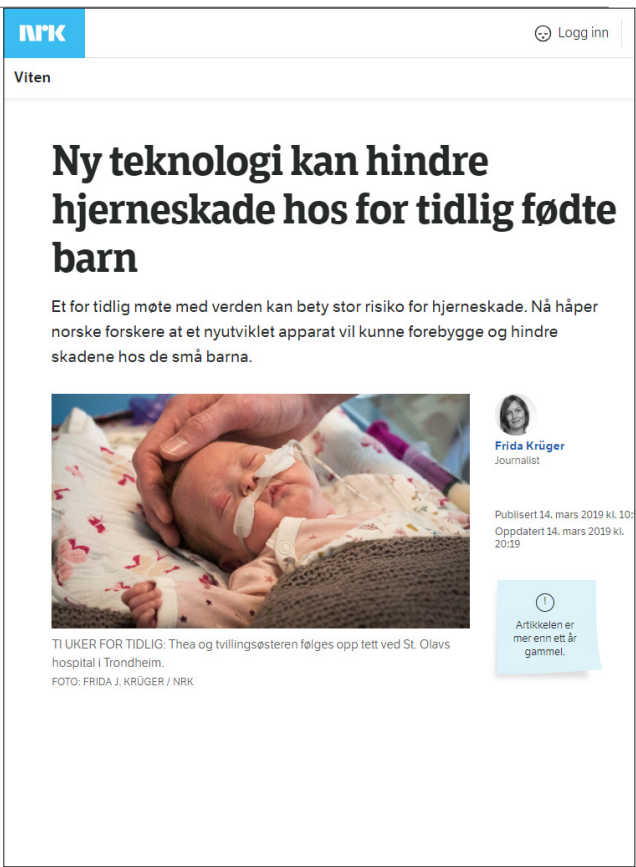 nrk
Logg inn
Viten
Ny teknologi kan hindre
hjerneskade hos for tidlig fødte
barn
Et for tidlig møte med verden kan bety stor risiko for hjerneskade. Nå håper
norske forskere at et nyutviklet apparat vil kunne forebygge og hindre
skadene hos de små barna.
Frida Krüger
Journalist
Publisert 14. mars 2019 kl. 10:
Oppdatert 14. mars 2019 kl.
20:19
Artikkelen er
mer enn ett år
gammel.
TI UKER FOR TIDLIG: Thea og tvillingsøsteren følges opp tett ved St. Olavs
hospital i Trondheim.
FOTO: FRIDA J. KRÜGER / NRK